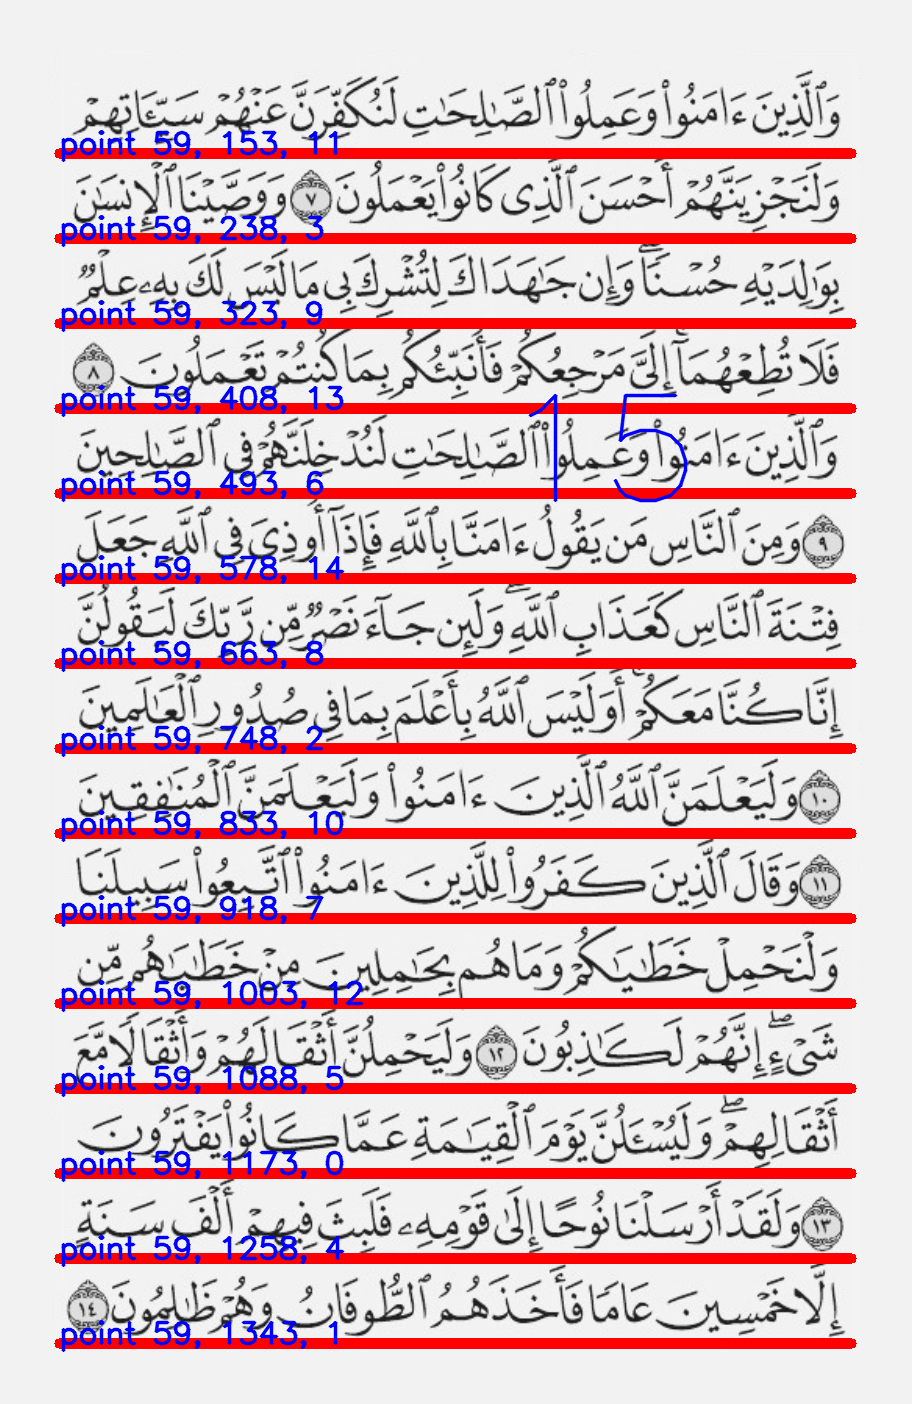 وَٱلَّذِينَ ءَامَنُوا۟ وَعَمِلُوا۟ ٱلصَّـٰلِحَـٰتِ لَنُكَفِّرَنَّ عَنْهُمْ سَيِّـَٔاتِهِمْ
point 59, 153, 11
وَلَنَجْزِيَنَّهُمْ أَحْسَنَ ٱلَّذِى كَانُوا۟ يَعْمَلُونَ ٧ وَوَصَّيْنَا ٱلْإِنسَـٰنَ
point 59, 238, 3
بِوَٰلِدَيْهِ حُسْنًا ۖ وَإِن جَـٰهَدَاكَ لِتُشْرِكَ بِى مَا لَيْسَ لَكَ بِهِۦ عِلْمٌ
point 59, 323, 9
فَلَا تُطِعْهُمَآ ۚ إِلَىَّ مَرْجِعُكُمْ فَأُنَبِّئُكُم بِمَا كُنتُمْ تَعْمَلُونَ ٨
point 59, 408, 13
15
وَٱلَّذِينَ ءَامَنُوا۟ وَعَمِلُوا۟ ٱلصَّـٰلِحَـٰتِ لَنُدْخِلَنَّهُمْ فِى ٱلصَّـٰلِحِينَ
point 59, 493, 6
٩ وَمِنَ ٱلنَّاسِ مَن يَقُولُ ءَامَنَّا بِٱللَّهِ فَإِذَآ أُوذِىَ فِى ٱللَّهِ جَعَلَ
point 59, 578, 14
فِتْنَةَ ٱلنَّاسِ كَعَذَابِ ٱللَّهِ ۖ وَلَئِن جَآءَ نَصْرٌ مِّن رَّبِّكَ لَيَقُولُنَّ
point 59, 663, 8
إِنَّا كُنَّا مَعَكُمْ ۚ أَوَلَيْسَ ٱللَّهُ بِأَعْلَمَ بِمَا فِى صُدُورِ ٱلْعَـٰلَمِينَ
point 59, 748, 2
١٠ وَلَيَعْلَمَنَّ ٱللَّهُ ٱلَّذِينَ ءَامَنُوا۟ وَلَيَعْلَمَنَّ ٱلْمُنَـٰفِقِينَ
point 59, 833, 10
١١ وَقَالَ ٱلَّذِينَ كَفَرُوا۟ لِلَّذِينَ ءَامَنُوا۟ ٱتَّبِعُوا۟ سَبِيلَنَا
point 59, 918, 7
وَلْنَحْمِلْ خَطَـٰيَـٰكُمْ وَمَا هُم بِحَـٰمِلِينَ مِنْ خَطَـٰيَـٰهُم مِّن
point 59, 1003, 12
شَىْءٍ ۖ إِنَّهُمْ لَكَـٰذِبُونَ ١٢ وَلَيَحْمِلُنَّ أَثْقَالَهُمْ وَأَثْقَالًا مَّعَ
point 59, 1088, 5
أَثْقَالِهِمْ ۖ وَلَيُسْـَٔلُنَّ يَوْمَ ٱلْقِيَـٰمَةِ عَمَّا كَانُوا۟ يَفْتَرُونَ
point 59, 1173, 0
١٣ وَلَقَدْ أَرْسَلْنَا نُوحًا إِلَىٰ قَوْمِهِۦ فَلَبِثَ فِيهِمْ أَلْفَ سَنَةٍ
point 59, 1258, 4
إِلَّا خَمْسِينَ عَامًا فَأَخَذَهُمُ ٱلطُّوفَانُ وَهُمْ ظَـٰلِمُونَ ١٤
point 59, 1343, 1